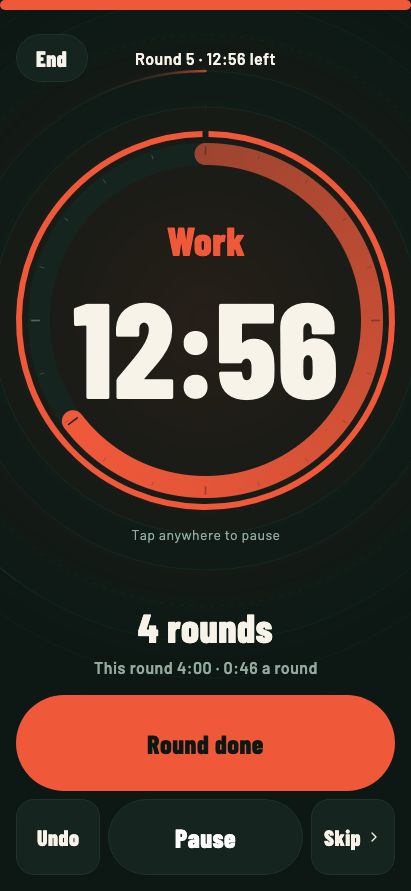 End
Round 5 · 12:56 left
Work
12:56
Tap anywhere to pause
4 rounds
This round 4:00 · 0:46 a round
Round done
Undo
Pause
Skip